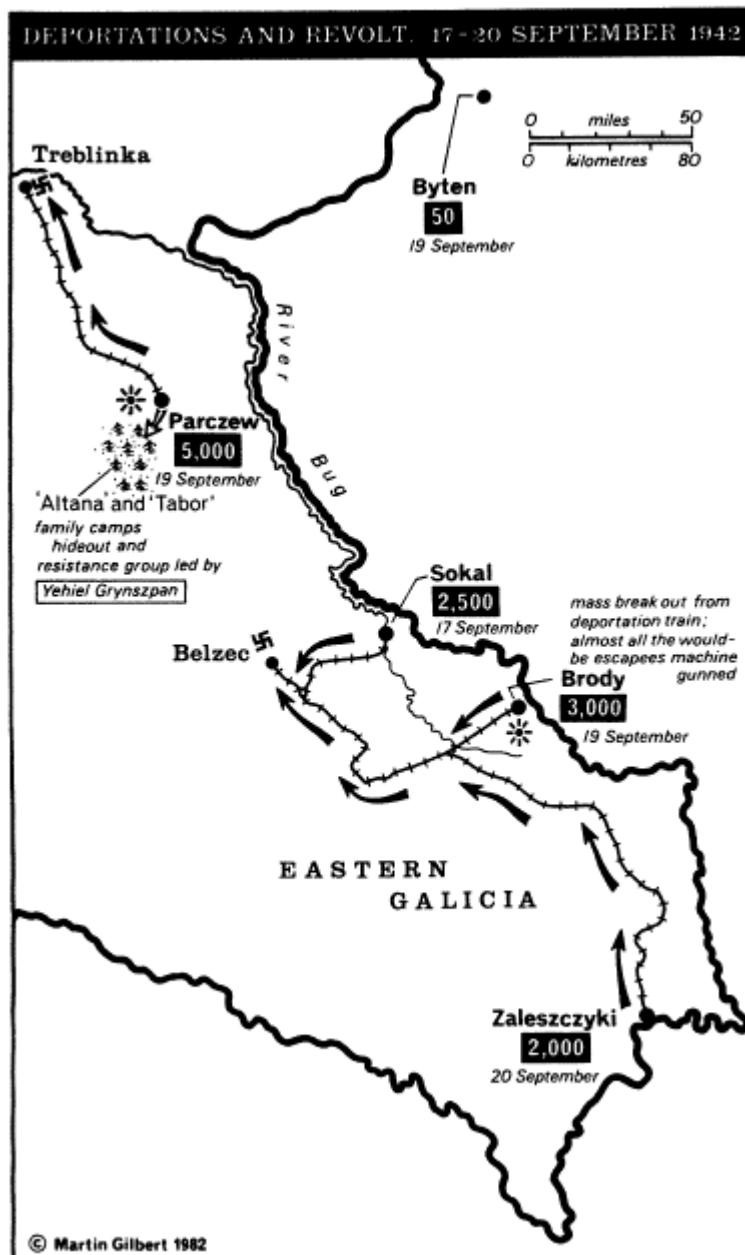 DEPORTATIONS AND REVOLT. 17-20 SEPTEMBER 1942
0 miles 50
0 kilometres 80
Treblinka
Byten
50
19 September
River
Bug
Parczew
5,000
19 September
'Altana' and 'Tabor'
family camps
hideout and
resistance group led by
Yehiel Grynszpan
Sokal
2,500
17 September
mass break out from
deportation train;
almost all the would-
be escapees machine
gunned
Belzec
Brody
3,000
19 September
EASTERN
GALICIA
Zaleszczyki
2,000
20 September
© Martin Gilbert 1982